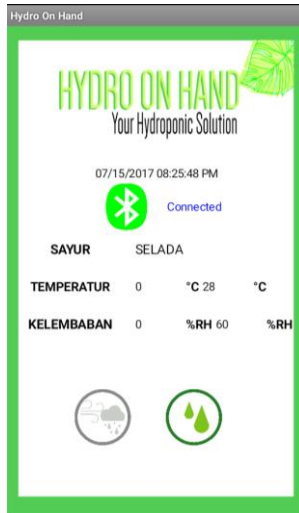 Hydro On Hand
HYDRO ON HAND
Your Hydroponic Solution
07/15/2017 08:25:48 PM
Connected
SAYUR SELADA
TEMPERATUR 0 °C 28 °C
KELEMBABAN 0 %RH 60 %RH